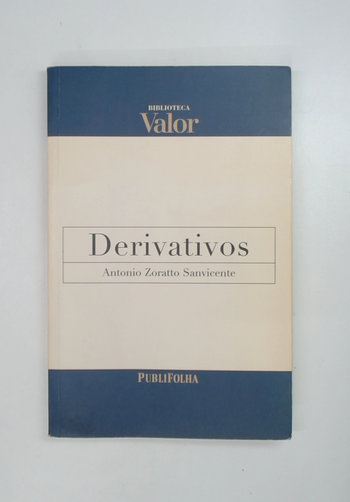 BIBLIOTECA
Valor
Derivativos
Antonio Zoratto Sanvicente
PUBLIFOLHA